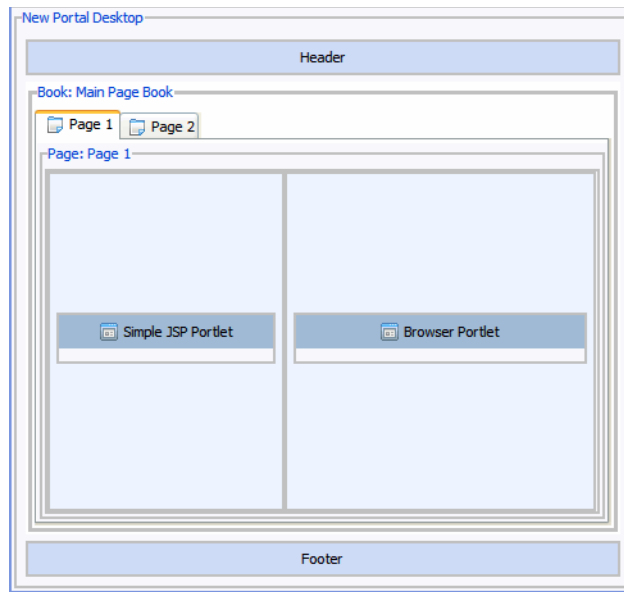 New Portal Desktop
Header
Book: Main Page Book
Page 1 Page 2
Page: Page 1
Simple JSP Portlet Browser Portlet
Footer